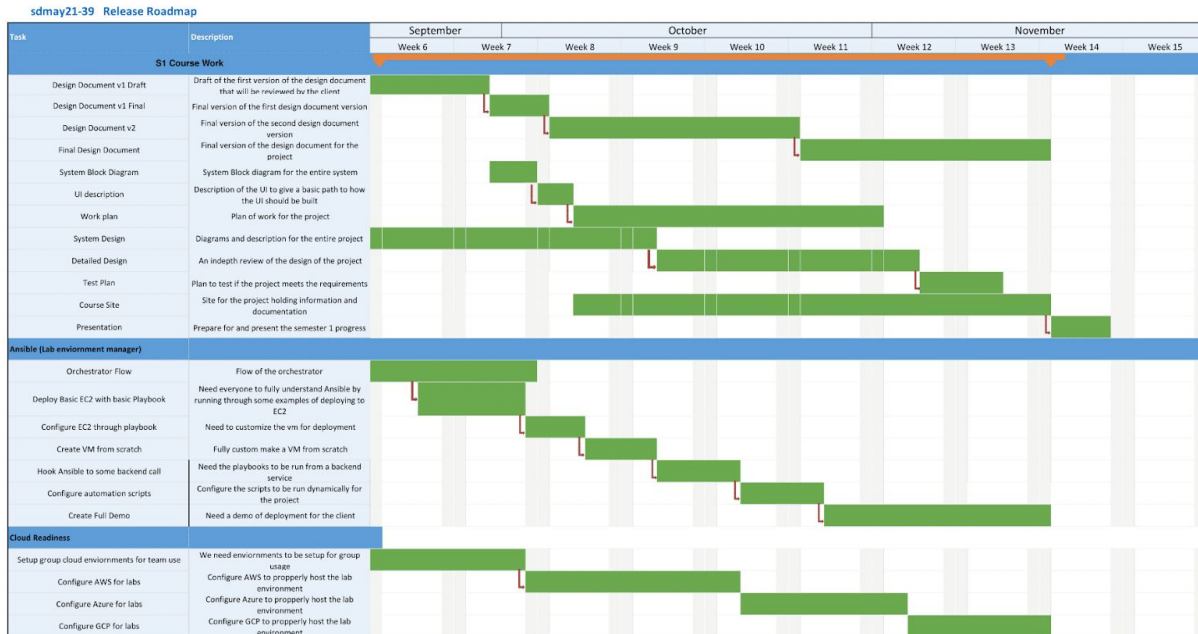 sdmay21-39 Release Roadmap
Task Description September October November
Week 6 Week 7 Week 8 Week 9 Week 10 Week 11 Week 12 Week 13 Week 14 Week 15
S1 Course Work
Design Document v1 Draft Draft of the first version of the design document
that will be reviewed by the client
Design Document v1 Final Final version of the first design document version
Design Document v2 Final version of the second design document
version
Final Design Document Final version of the design document for the
project
System Block Diagram System Block diagram for the entire system
UI description Description of the UI to give a basic path to how
the UI should be built
Work plan Plan of work for the project
System Design Diagrams and description for the entire project
Detailed Design An indepth review of the design of the project
Test Plan Plan to test if the project meets the requirements
Course Site Site for the project holding information and
documentation
Presentation Prepare for and present the semester 1 progress
Ansible (Lab enviornment manager)
Orchestrator Flow Flow of the orchestrator
Deploy Basic EC2 with basic Playbook Need everyone to fully understand Ansible by
running through some examples of deploying to
EC2
Configure EC2 through playbook Need to customize the vm for deployment
Create VM from scratch Fully custom make a VM from scratch
Hook Ansible to some backend call Need the playbooks to be run from a backend
service
Configure automation scripts Configure the scripts to be run dynamically for
the project
Create Full Demo Need a demo of deployment for the client
Cloud Readiness
Setup group cloud enviornments for team use We need enviornments to be setup for group
usage
Configure AWS for labs Configure AWS to propperly host the lab
environment
Configure Azure for labs Configure Azure to propperly host the lab
environment
Configure GCP for labs Configure GCP to propperly host the lab
environment